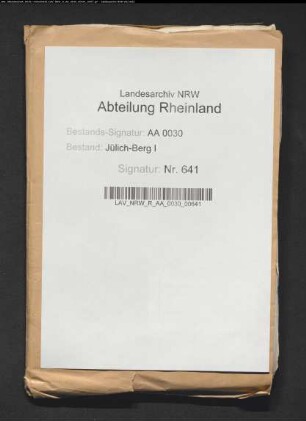 Landesarchiv NRW
Abteilung Rheinland
Bestands-Signatur: AA 0030
Bestand: Jülich-Berg I
Signatur: Nr. 641
LAV_NRW_R_AA_0030_00641